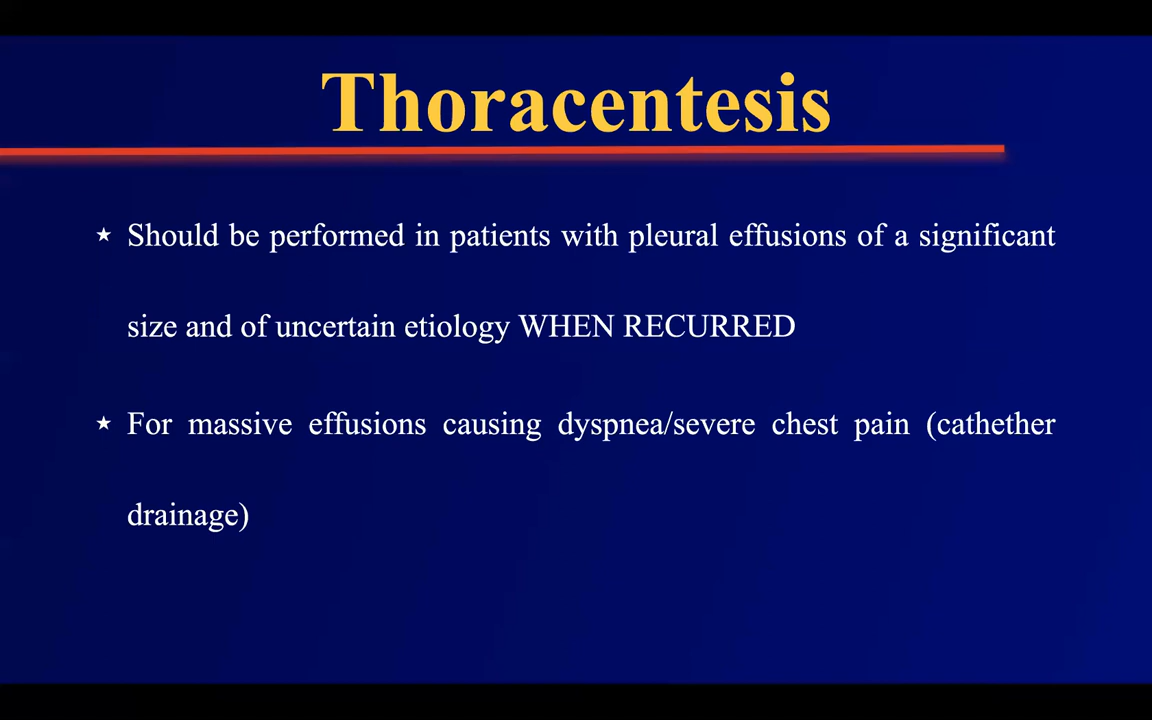 Thoracentesis
★ Should be performed in patients with pleural effusions of a significant
size and of uncertain etiology WHEN RECURRED
★ For massive effusions causing dyspnea/severe chest pain (cathether
drainage)